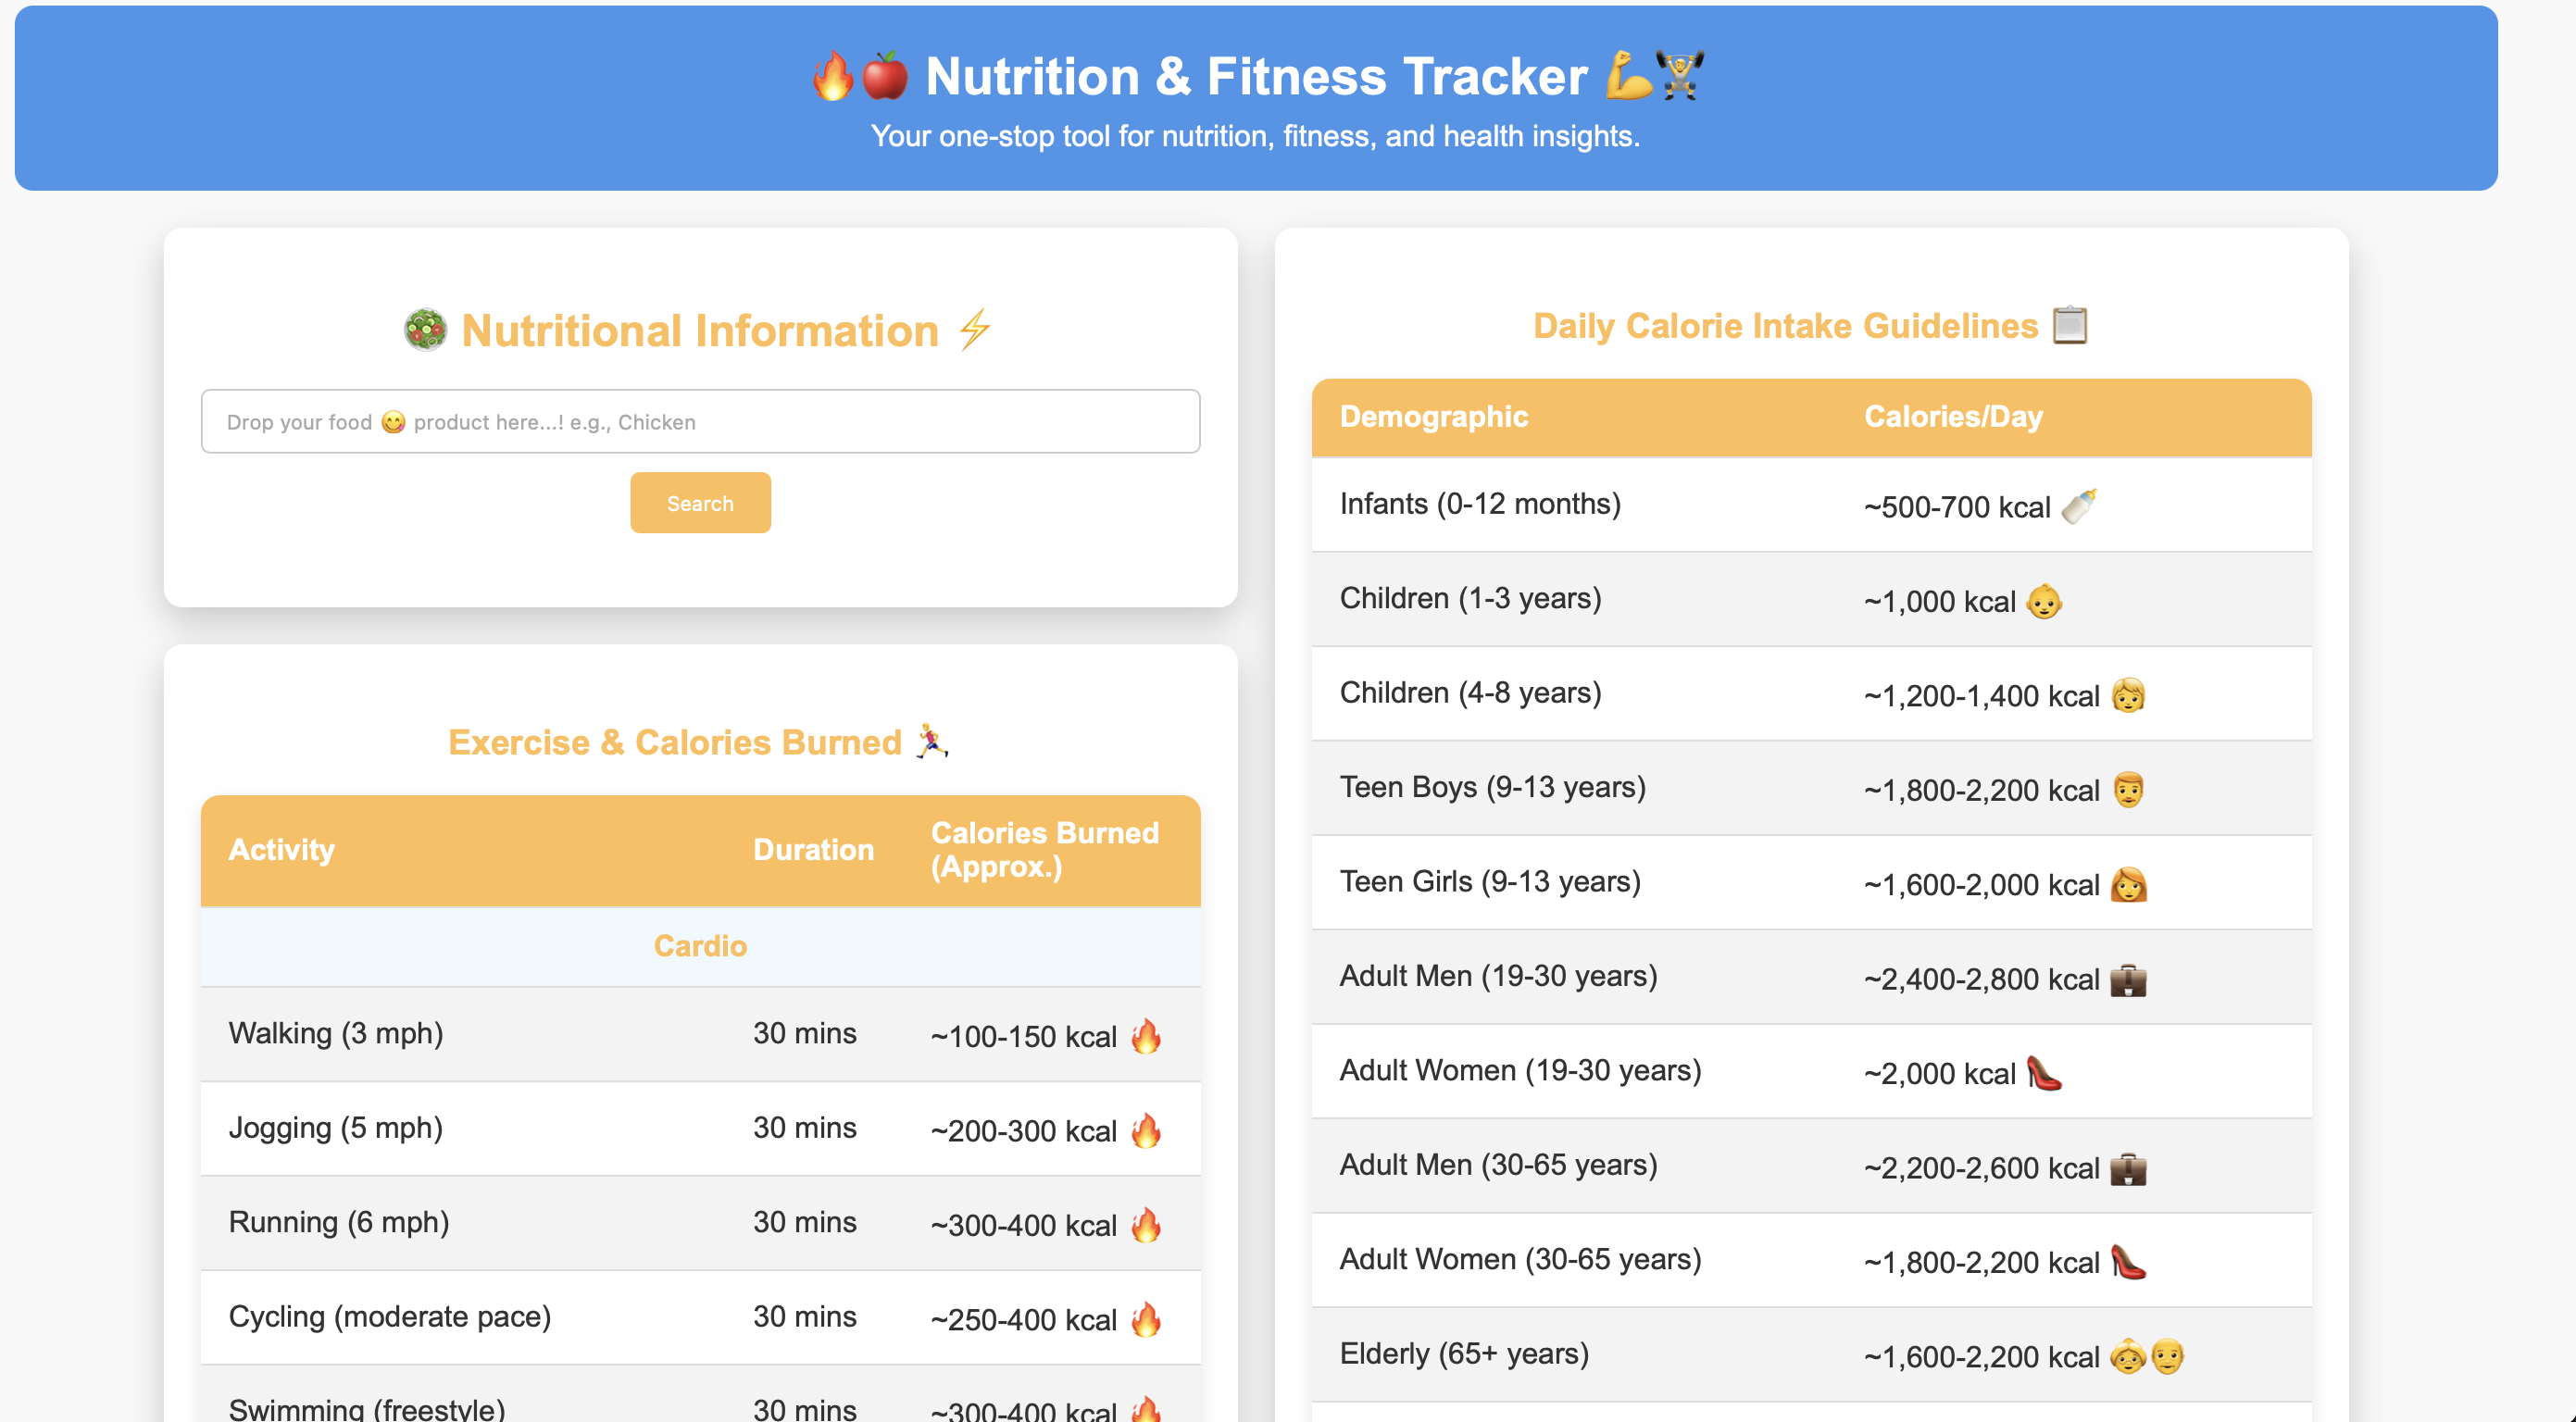 🔥🍎 Nutrition & Fitness Tracker 💪🏋️
Your one-stop tool for nutrition, fitness, and health insights.
🥗 Nutritional Information ⚡
Drop your food 😋 product here...! e.g., Chicken
Search
Exercise & Calories Burned 🏃
Activity Duration Calories Burned (Approx.)
Cardio
Walking (3 mph) 30 mins ~100-150 kcal 🔥
Jogging (5 mph) 30 mins ~200-300 kcal 🔥
Running (6 mph) 30 mins ~300-400 kcal 🔥
Cycling (moderate pace) 30 mins ~250-400 kcal 🔥
Swimming (freestyle) 30 mins ~300-400 kcal 🔥
Daily Calorie Intake Guidelines 📋
Demographic Calories/Day
Infants (0-12 months) ~500-700 kcal 🍼
Children (1-3 years) ~1,000 kcal 👶
Children (4-8 years) ~1,200-1,400 kcal 🧒
Teen Boys (9-13 years) ~1,800-2,200 kcal 👨
Teen Girls (9-13 years) ~1,600-2,000 kcal 👩
Adult Men (19-30 years) ~2,400-2,800 kcal 💼
Adult Women (19-30 years) ~2,000 kcal 👠
Adult Men (30-65 years) ~2,200-2,600 kcal 💼
Adult Women (30-65 years) ~1,800-2,200 kcal 👠
Elderly (65+ years) ~1,600-2,200 kcal 👵👴